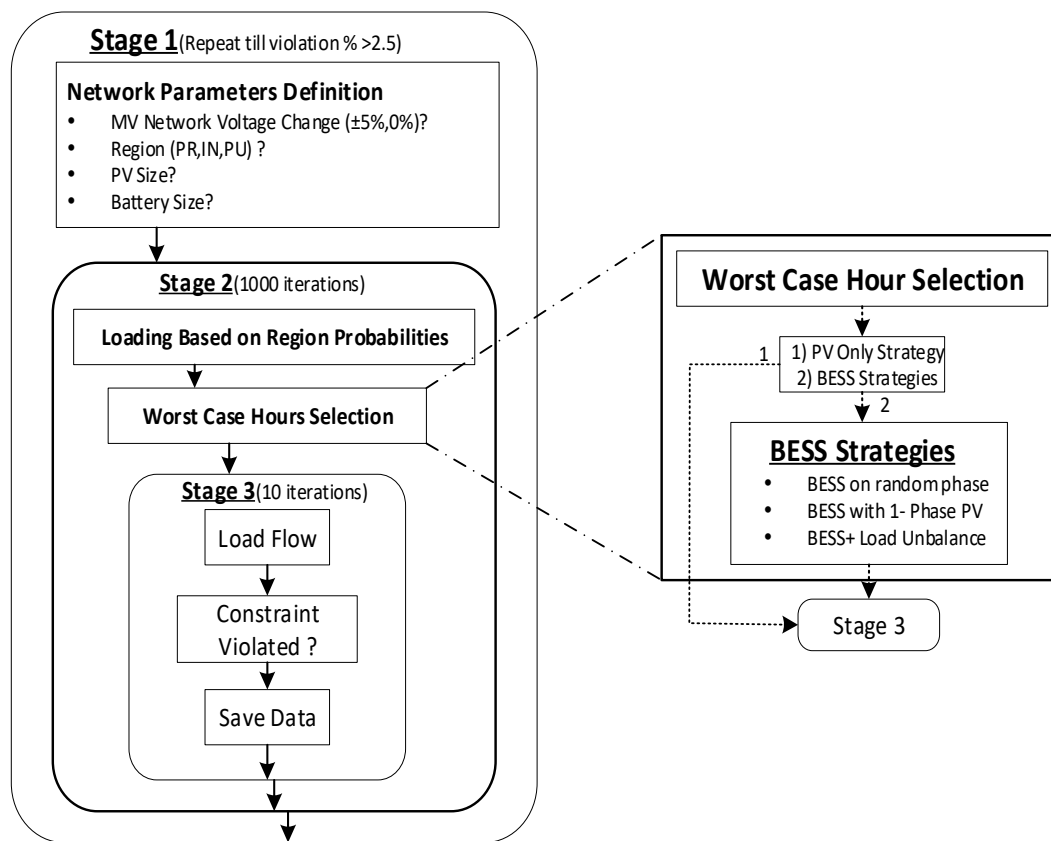 Stage 1 (Repeat till violation % >2.5)
Network Parameters Definition
• MV Network Voltage Change (±5%,0%)?
• Region (PR,IN,PU) ?
• PV Size?
• Battery Size?
Stage 2 (1000 iterations)
Loading Based on Region Probabilities
Worst Case Hours Selection
Stage 3 (10 iterations)
Load Flow
Constraint
Violated ?
Save Data
Worst Case Hour Selection
1
1) PV Only Strategy
2) BESS Strategies
2
BESS Strategies
• BESS on random phase
• BESS with 1- Phase PV
• BESS+ Load Unbalance
Stage 3